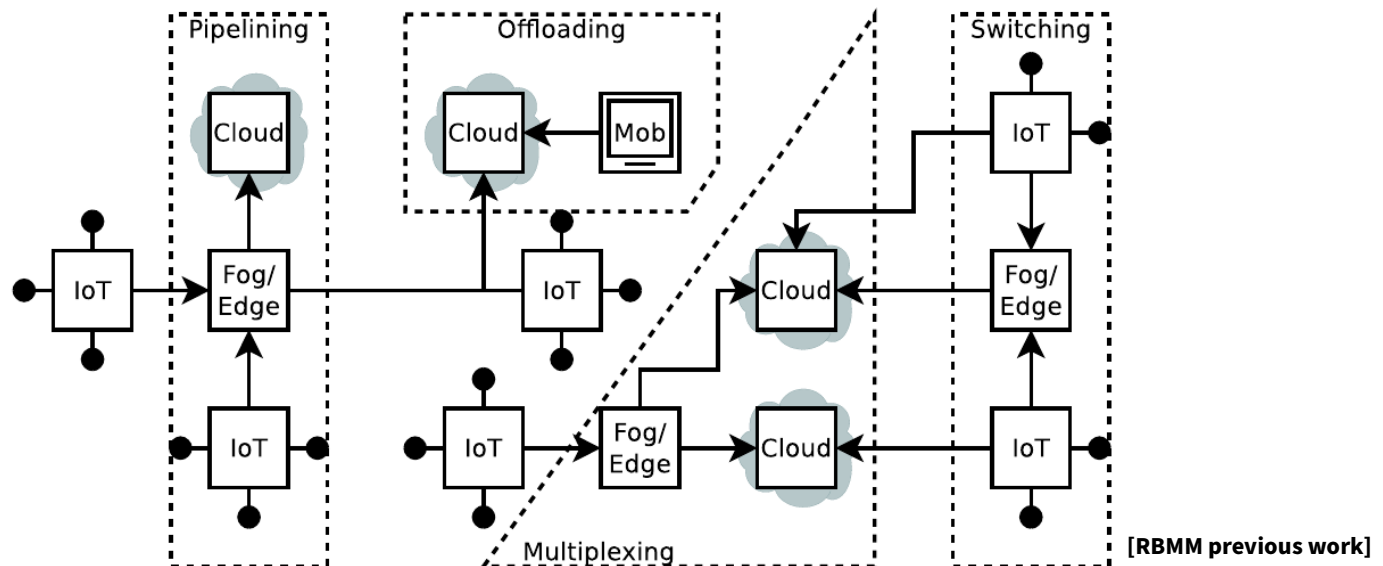 Pipelining
Offloading
Switching
Cloud
Cloud
Mob
IoT
IoT
Fog/
Edge
IoT
Cloud
Fog/
Edge
IoT
IoT
Fog/
Edge
Cloud
IoT
Multiplexing
[RBMM previous work]